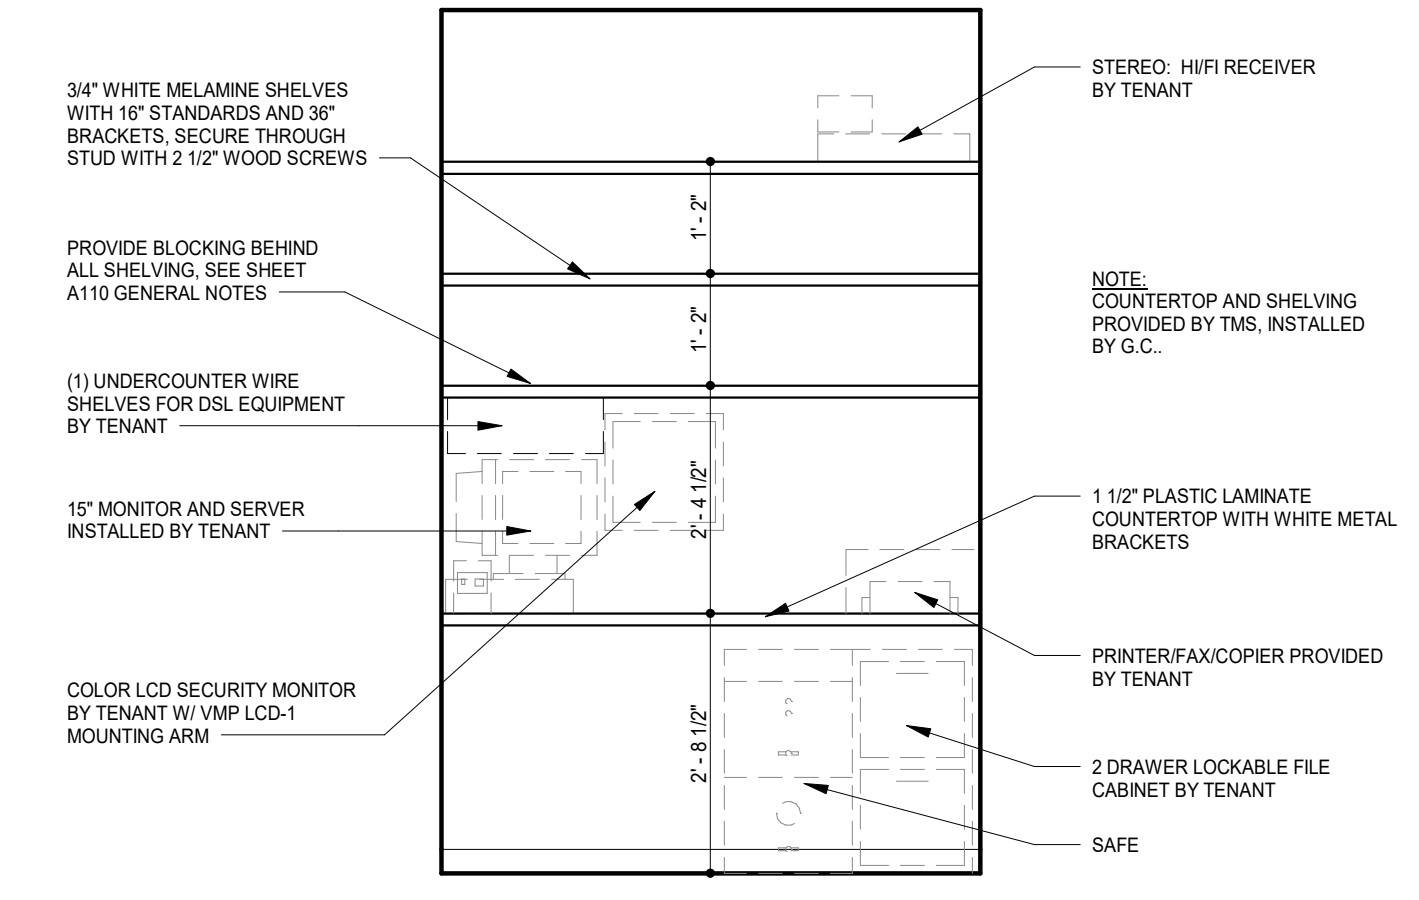 3/4" WHITE MELAMINE SHELVES
WITH 16" STANDARDS AND 36"
BRACKETS, SECURE THROUGH
STUD WITH 2 1/2" WOOD SCREWS
PROVIDE BLOCKING BEHIND
ALL SHELVING, SEE SHEET
A110 GENERAL NOTES
(1) UNDERCOUNTER WIRE
SHELVES FOR DSL EQUIPMENT
BY TENANT
15" MONITOR AND SERVER
INSTALLED BY TENANT
COLOR LCD SECURITY MONITOR
BY TENANT W/ VMP LCD-1
MOUNTING ARM
1' - 2"
1' - 2"
2' - 4 1/2"
2' - 8 1/2"
STEREO: HI/FI RECEIVER
BY TENANT
NOTE:
COUNTERTOP AND SHELVING
PROVIDED BY TMS, INSTALLED
BY G.C..
1 1/2" PLASTIC LAMINATE
COUNTERTOP WITH WHITE METAL
BRACKETS
PRINTER/FAX/COPIER PROVIDED
BY TENANT
2 DRAWER LOCKABLE FILE
CABINET BY TENANT
SAFE